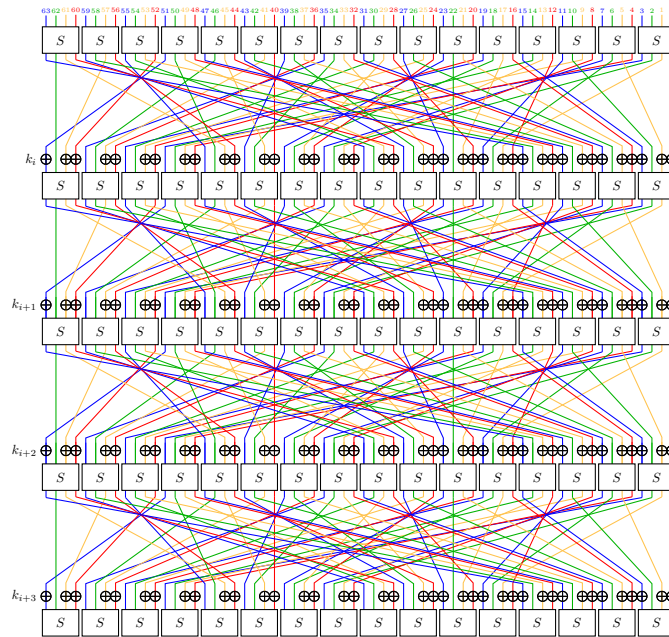 63 62 61 60 59 58 57 56 55 54 53 52 51 50 49 48 47 46 45 44 43 42 41 40 39 38 37 36 35 34 33 32 31 30 29 28 27 26 25 24 23 22 21 20 19 18 17 16 15 14 13 12 11 10 9 8 7 6 5 4 3 2 1
S S S S S S S S S S S S S S S S
k_i
S S S S S S S S S S S S S S S S
k_{i+1}
S S S S S S S S S S S S S S S S
k_{i+2}
S S S S S S S S S S S S S S S S
k_{i+3}
S S S S S S S S S S S S S S S S